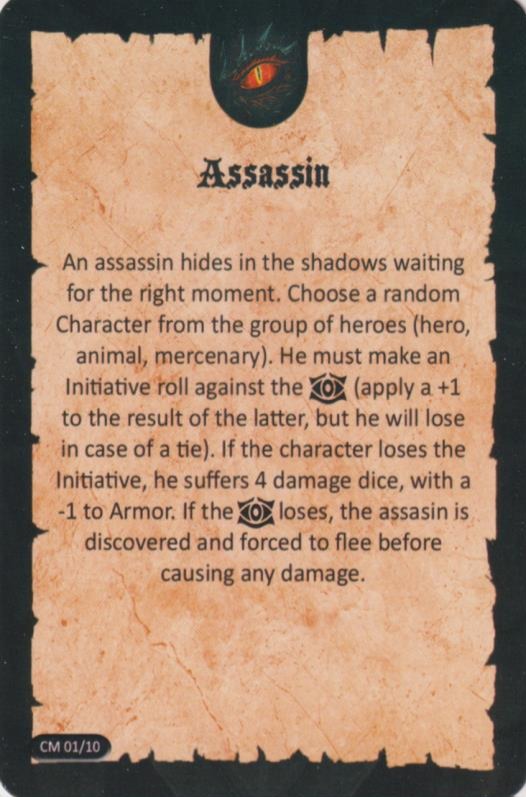 Assassin
An assassin hides in the shadows waiting
for the right moment. Choose a random
Character from the group of heroes (hero,
animal, mercenary). He must make an
Initiative roll against the (apply a +1
to the result of the latter, but he will lose
in case of a tie). If the character loses the
Initiative, he suffers 4 damage dice, with a
-1 to Armor. If the loses, the assasin is
discovered and forced to flee before
causing any damage.
CM 01/10